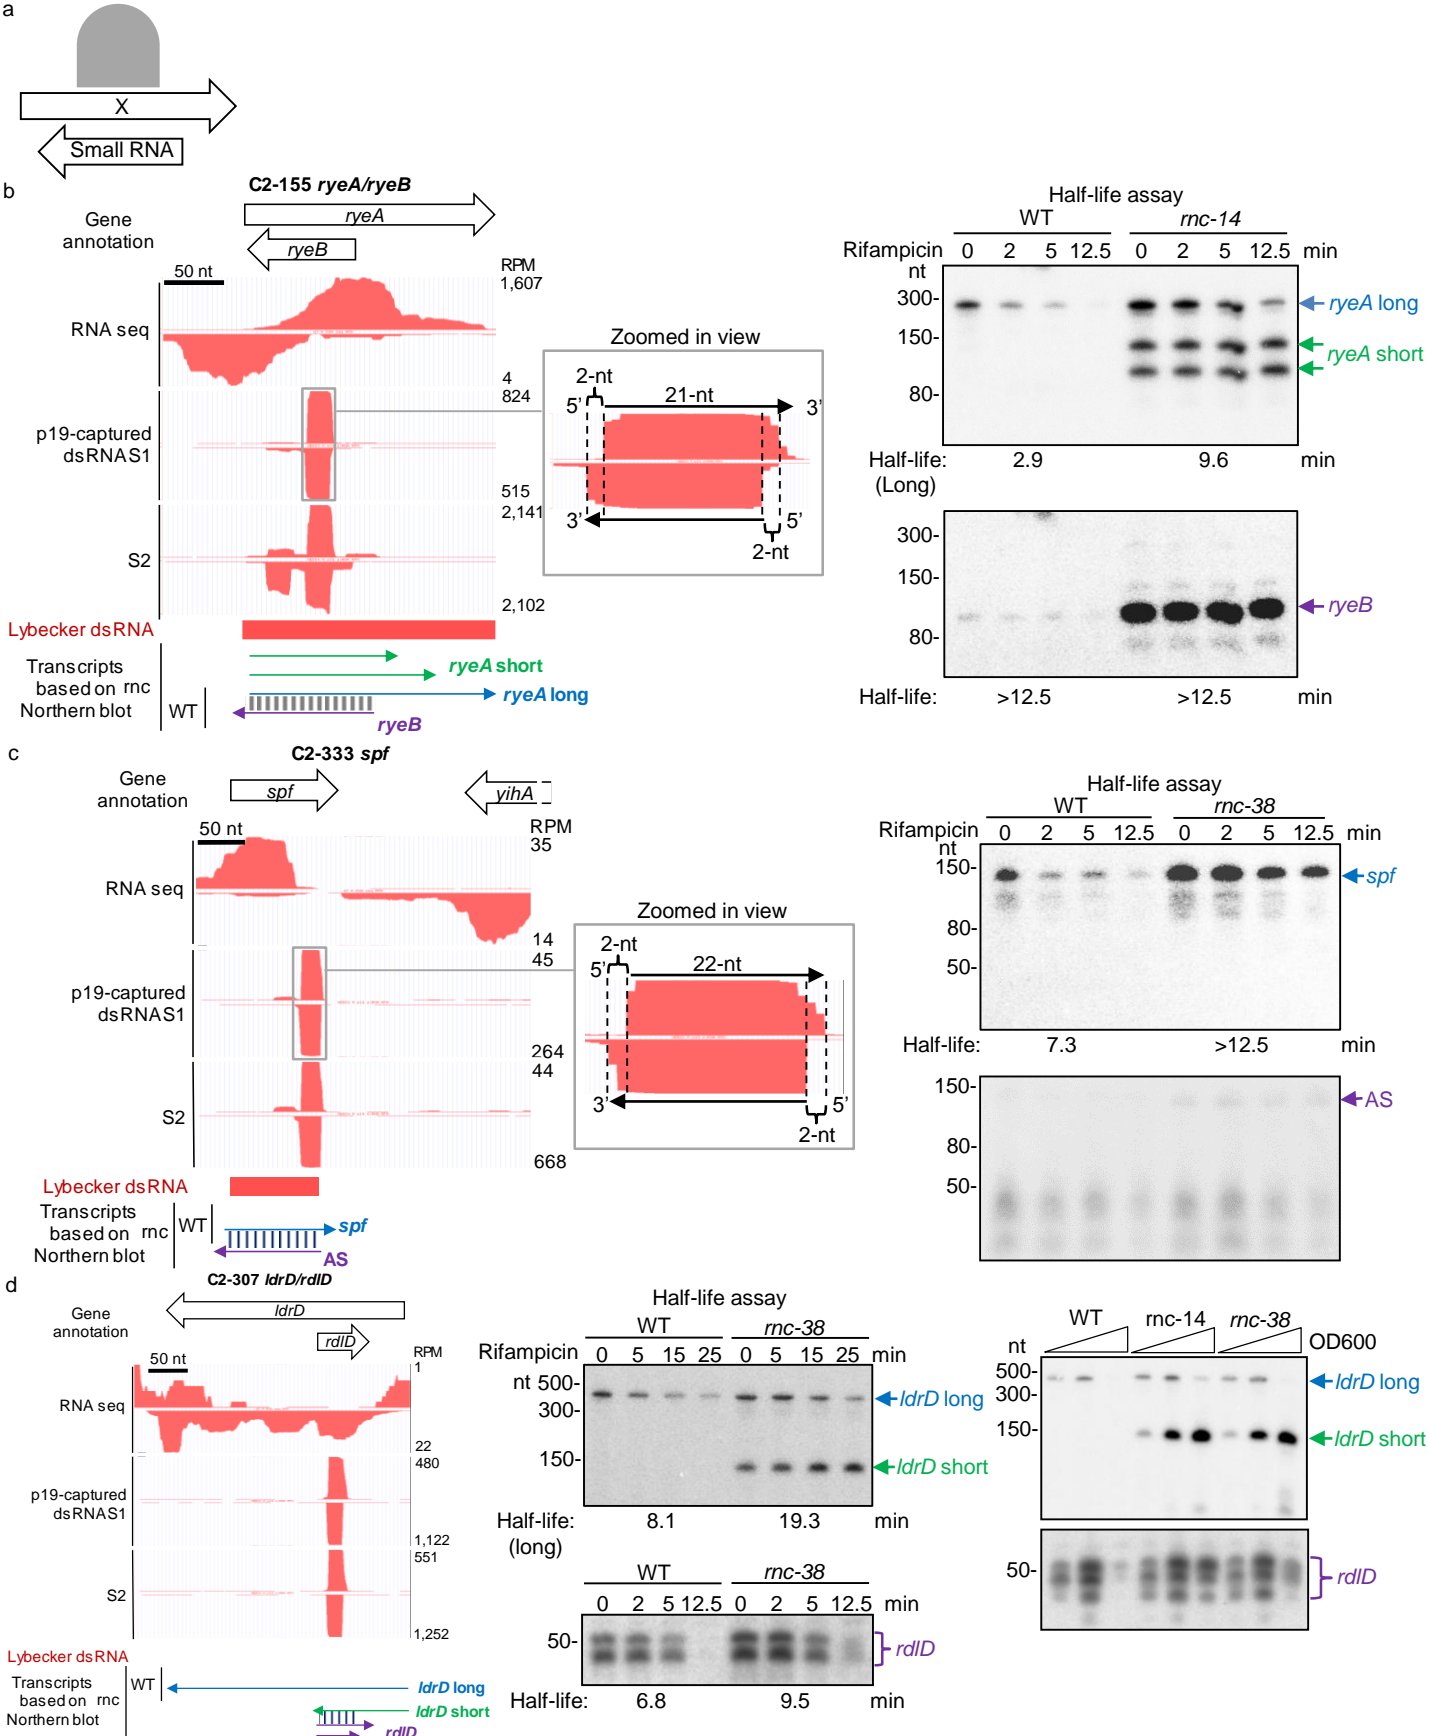 a
X
Small RNA
b
C2-155 ryeA/ryeB
Gene
annotation
ryeA
ryeB
50 nt
RPM
1,607
RNA seq
4
824
p19-captured
dsRNA S1
515
2,141
S2
2,102
Zoomed in view
2-nt
5’
21-nt
3’
3’
5’
2-nt
Lybecker dsRNA
Transcripts
based on rnc
Northern blot
WT
ryeA short
ryeA long
ryeB
Half-life assay
WT rnc-14
Rifampicin 0 2 5 12.5 0 2 5 12.5 min
nt
300-
150-
80-
ryeA long
ryeA short
Half-life: 2.9 9.6 min
(Long)
300-
150-
80-
ryeB
Half-life: >12.5 >12.5 min
c
C2-333 spf
Gene
annotation
spf
yihA
50 nt
RPM
35
RNA seq
14
45
p19-captured
dsRNA S1
264
44
S2
668
Zoomed in view
2-nt
5’
22-nt
3’
5’
2-nt
Lybecker dsRNA
Transcripts
based on rnc
Northern blot
WT
spf
AS
Half-life assay
WT rnc-38
Rifampicin 0 2 5 12.5 0 2 5 12.5 min
nt
150-
80-
50-
spf
Half-life: 7.3 >12.5 min
150-
80-
50-
AS
d
C2-307 ldrD/rdlD
Gene
annotation
ldrD
rdlD
50 nt
RPM
1
RNA seq
22
480
p19-captured
dsRNA S1
1,122
551
S2
1,252
Lybecker dsRNA
Transcripts
based on rnc
Northern blot
WT
ldrD long
ldrD short
rdlD
Half-life assay
WT rnc-38
Rifampicin 0 5 15 25 0 5 15 25 min
nt 500-
300-
150-
ldrD long
ldrD short
Half-life: 8.1 19.3 min
(long)
WT rnc-38
0 2 5 12.5 0 2 5 12.5 min
50-
rdlD
Half-life: 6.8 9.5 min
WT rnc-14 rnc-38
nt
OD600
500-
300-
150-
ldrD long
ldrD short
50-
rdlD